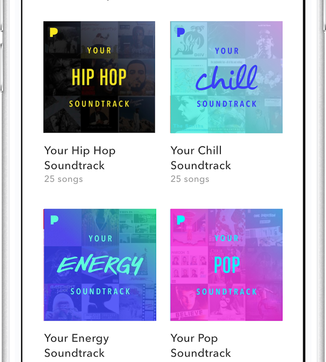 YOUR
HIP HOP
SOUNDTRACK
YOUR
chill
SOUNDTRACK
Your Hip Hop
Soundtrack
25 songs
Your Chill
Soundtrack
25 songs
YOUR
ENERGY
SOUNDTRACK
YOUR
POP
SOUNDTRACK
Your Energy
Soundtrack
Your Pop
Soundtrack